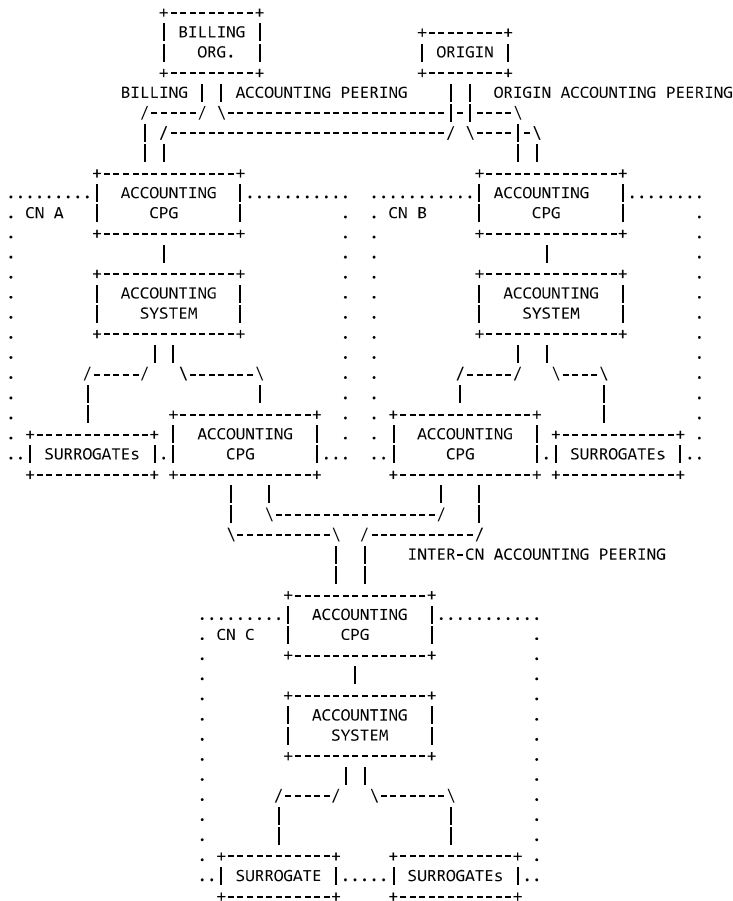 BILLING
ORG.
ORIGIN
BILLING
ACCOUNTING PEERING
ORIGIN ACCOUNTING PEERING
ACCOUNTING
CPG
CN A
ACCOUNTING
CPG
CN B
ACCOUNTING
SYSTEM
ACCOUNTING
SYSTEM
SURROGATEs
ACCOUNTING
CPG
ACCOUNTING
CPG
SURROGATEs
INTER-CN ACCOUNTING PEERING
ACCOUNTING
CPG
CN C
ACCOUNTING
SYSTEM
SURROGATE
SURROGATEs